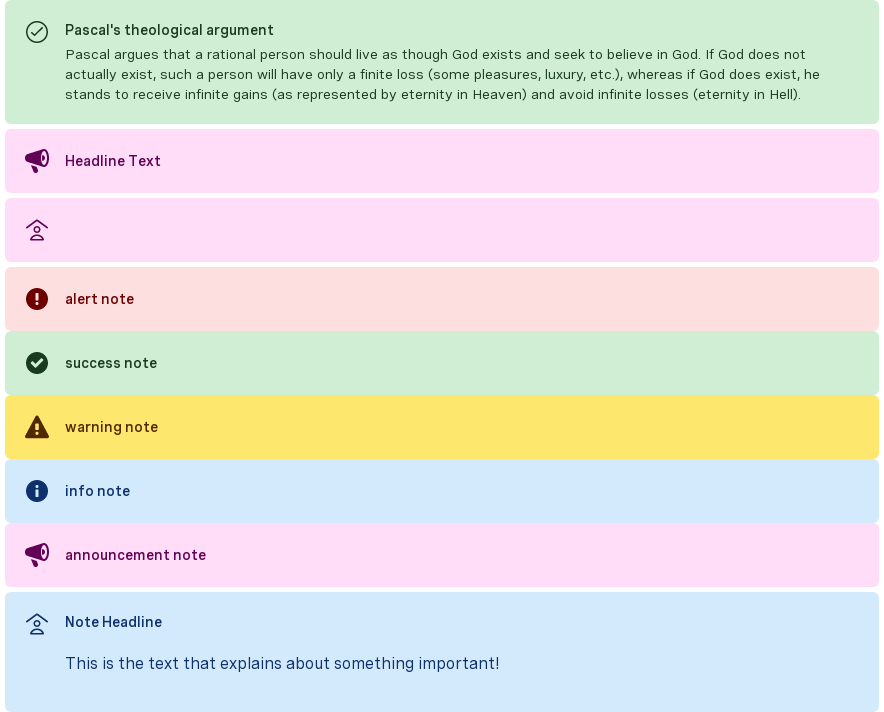 Pascal's theological argument
Pascal argues that a rational person should live as though God exists and seek to believe in God. If God does not
actually exist, such a person will have only a finite loss (some pleasures, luxury, etc.), whereas if God does exist, he
stands to receive infinite gains (as represented by eternity in Heaven) and avoid infinite losses (eternity in Hell).
Headline Text
alert note
success note
warning note
info note
announcement note
Note Headline
This is the text that explains about something important!